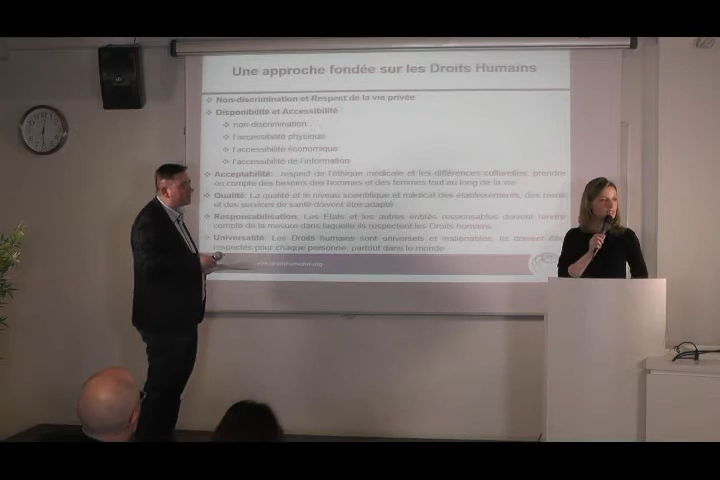 Une approche fondée sur les Droits Humains
❖ Non-discrimination et Respect de la vie privée
❖ Disponibilité et Accessibilité :
❖ non-discrimination
❖ l'accessibilité physique
❖ l'accessibilité économique
❖ l'accessibilité de l'information
❖ Acceptabilité : respect de l'éthique médicale et les différences culturelles, prendre
en compte des besoins des hommes et des femmes tout au long de la vie
❖ Qualité: La qualité et le niveau scientifique et médical des établissements, des biens
et des services de santé doivent être adapté
❖ Responsabilisation: Les Etats et les autres entités responsables doivent rendre
compte de la mesure dans laquelle ils respectent les Droits humains
❖ Universalité: Les Droits humains sont universels et inaliénables, ils doivent être
respectés pour chaque personne, partout dans le monde